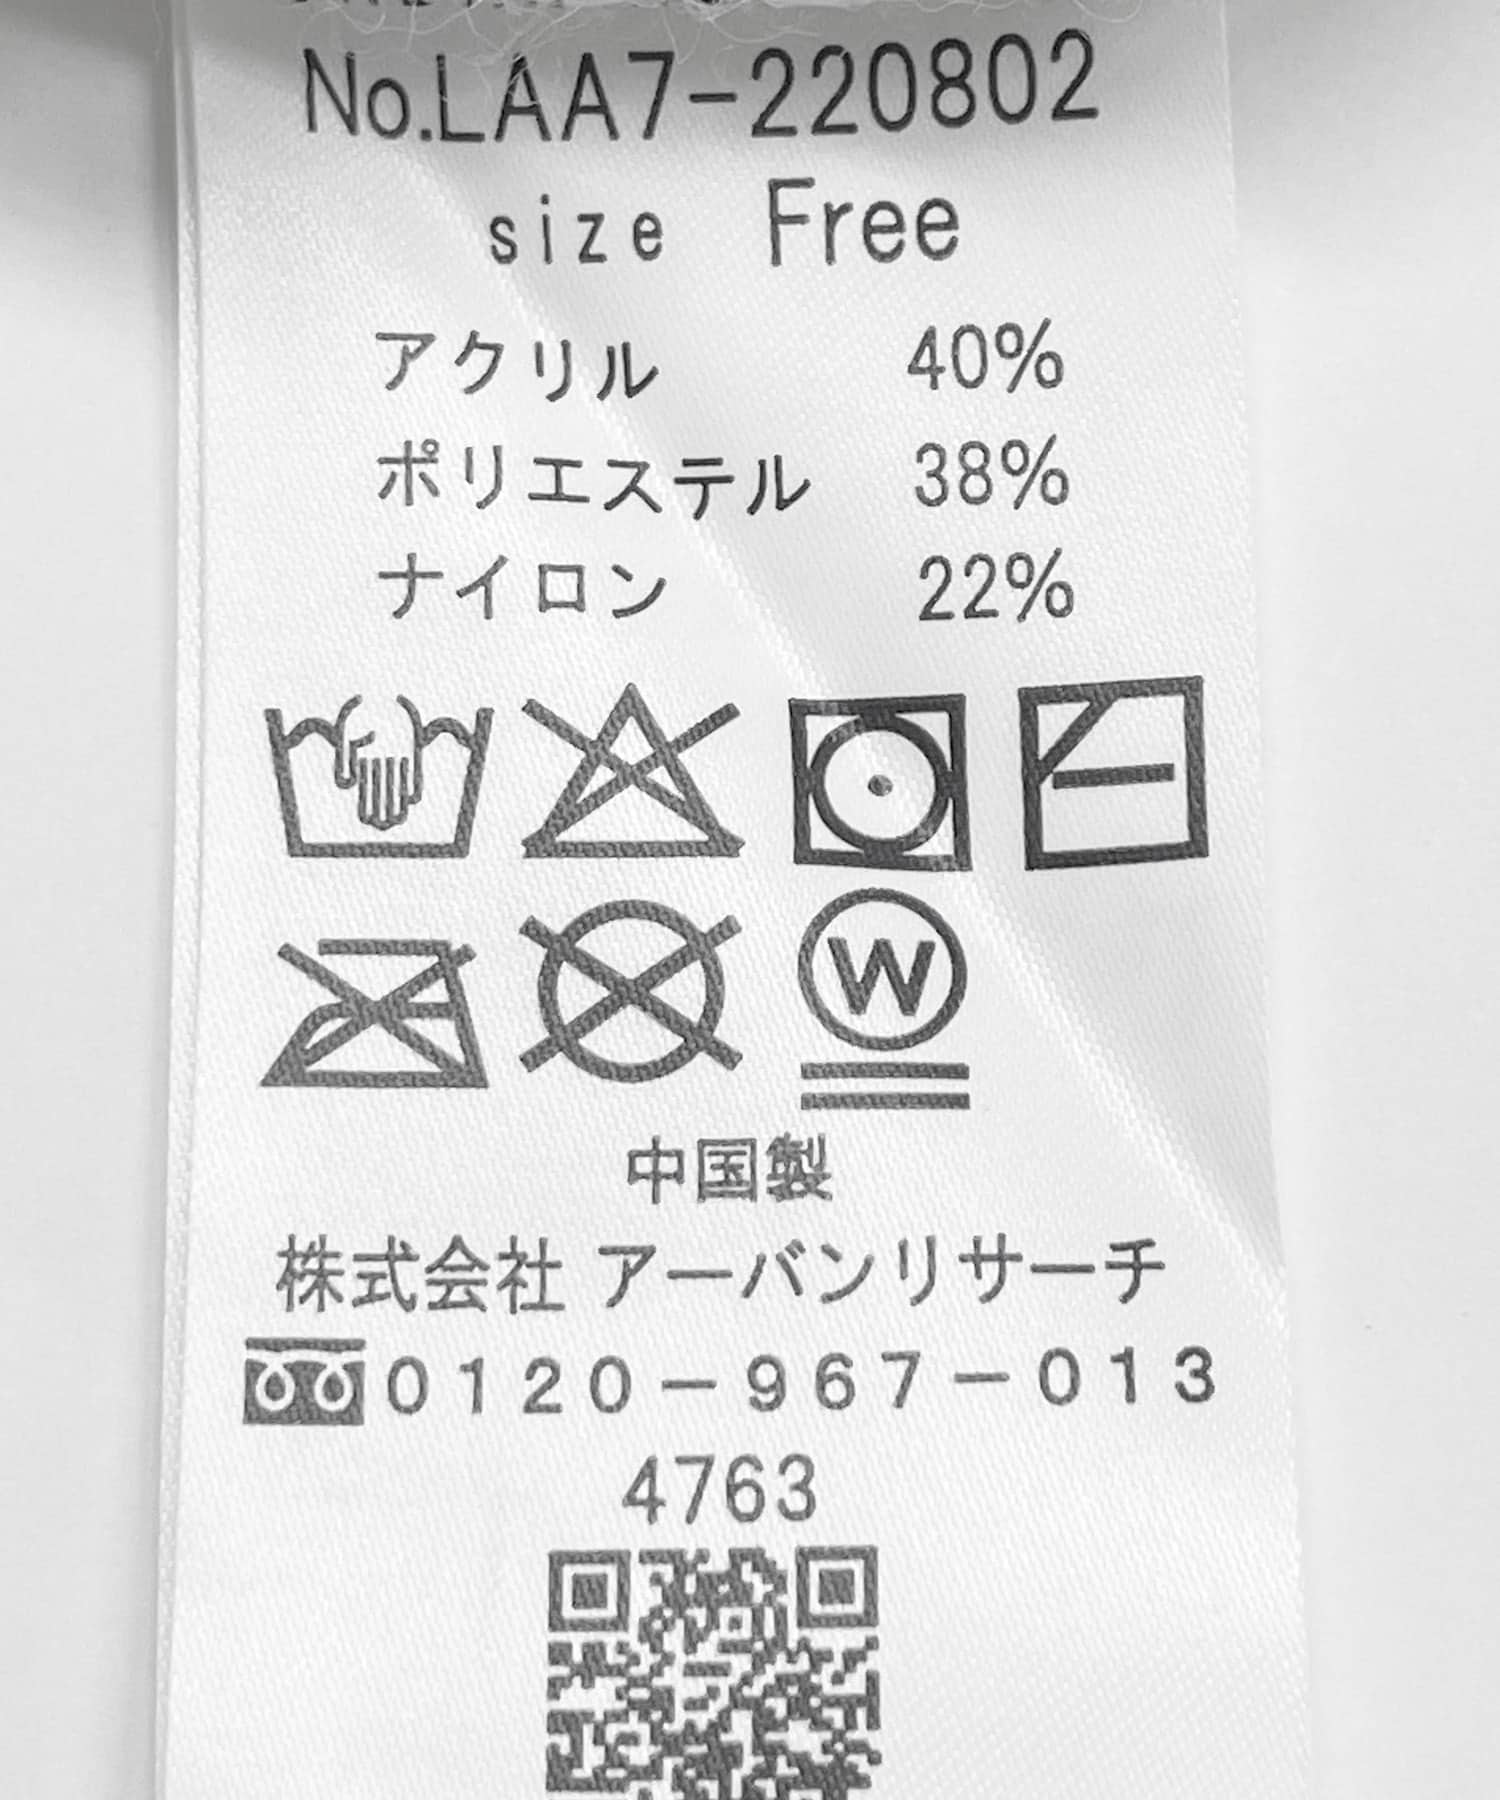 No.LAA7-220802
size Free
アクリル 40%
ポリエステル 38%
ナイロン 22%
W
中国製
株式会社 アーバンリサーチ
0120-967-013
4763